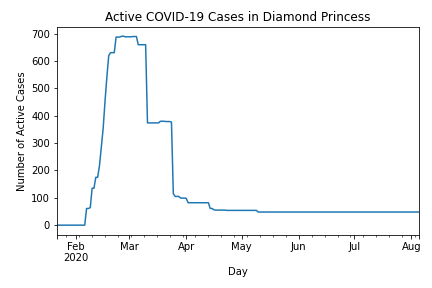 Active COVID-19 Cases in Diamond Princess
Number of Active Cases
700
600
500
400
300
200
100
0
Feb Mar Apr May Jun Jul Aug
2020
Day